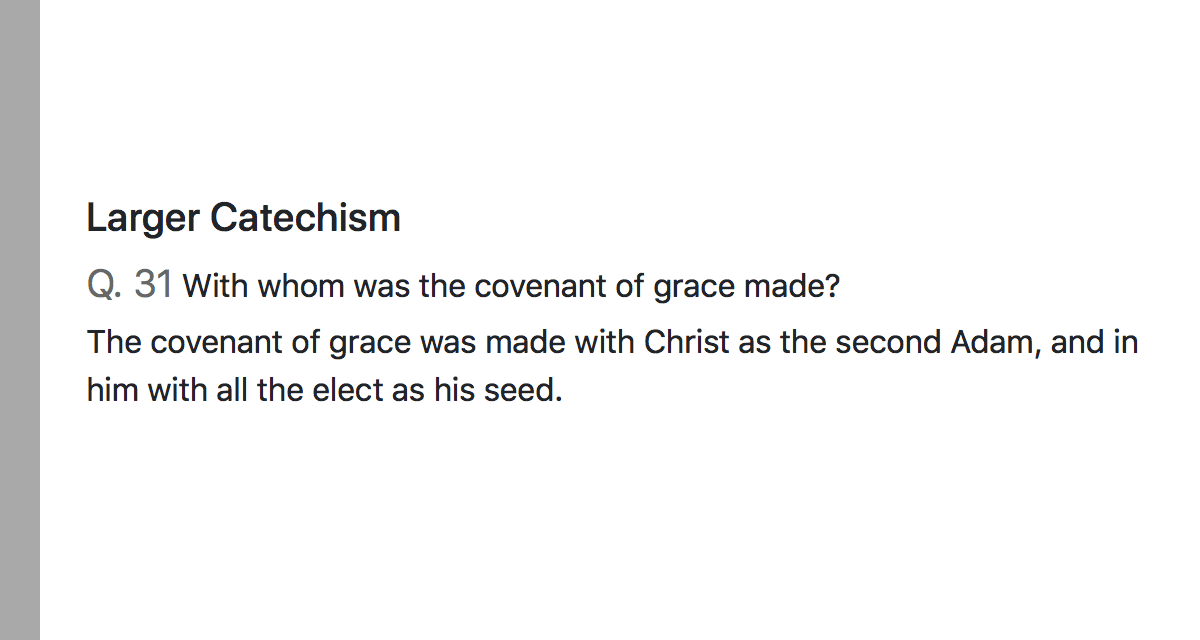 Larger Catechism
Q. 31 With whom was the covenant of grace made?
The covenant of grace was made with Christ as the second Adam, and in
him with all the elect as his seed.